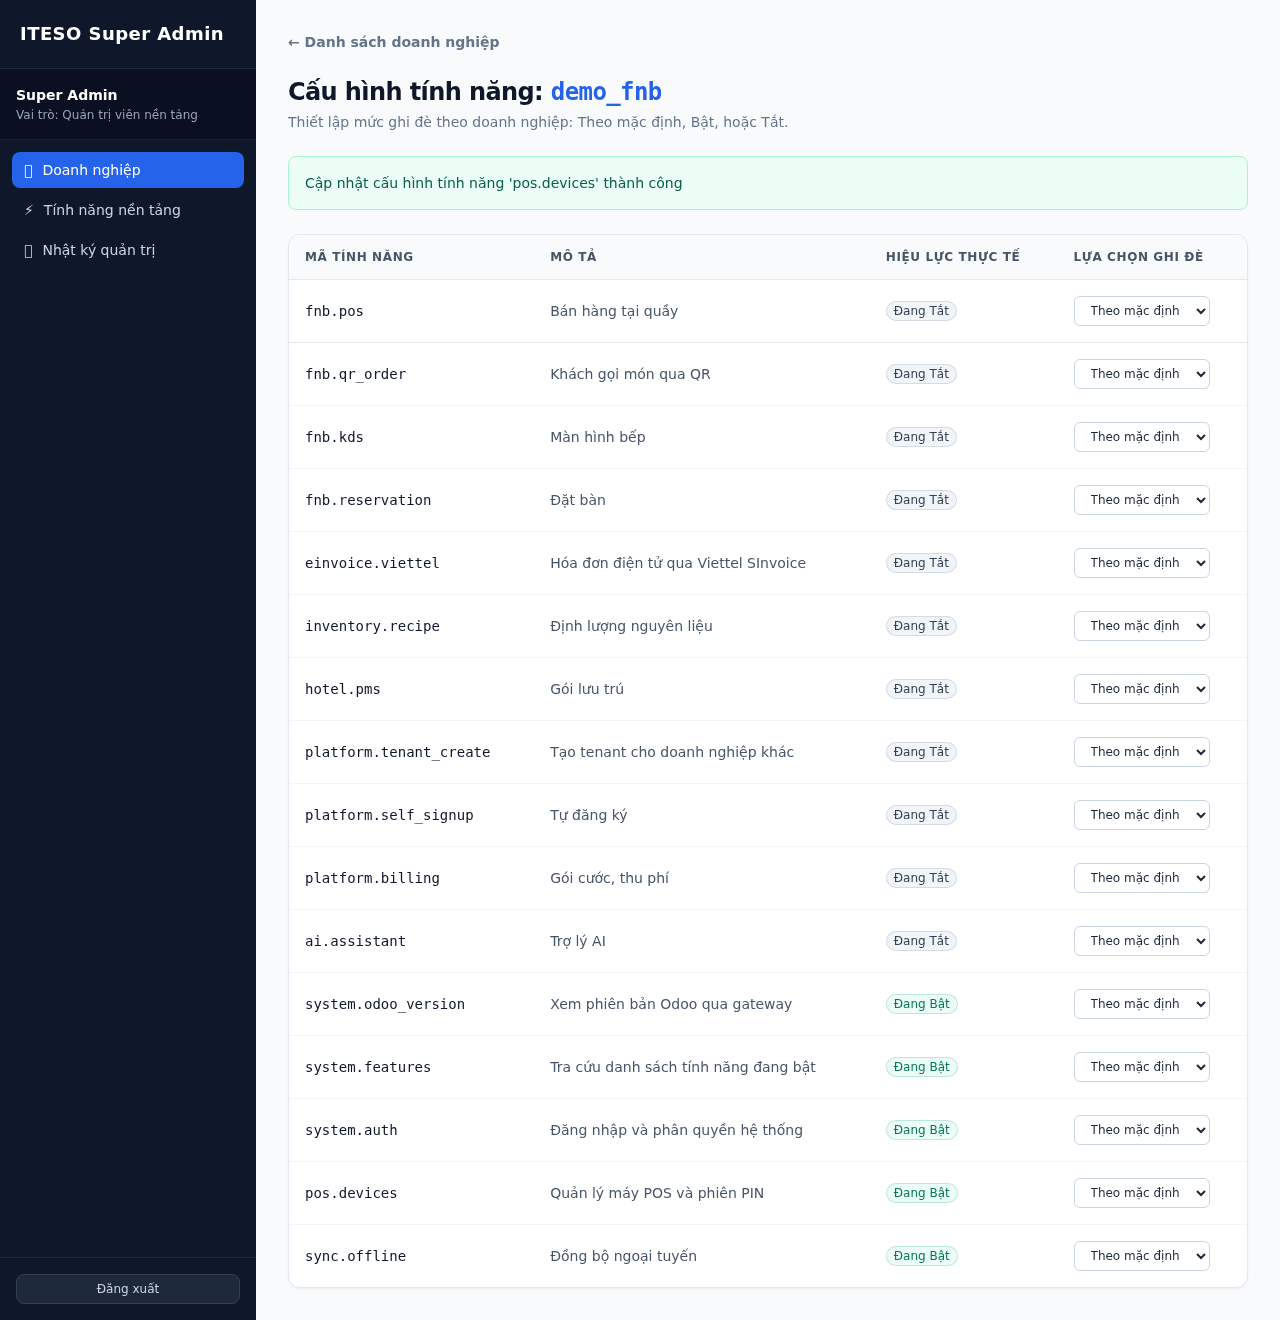 ITESO Super Admin
Super Admin
Vai trò: Quản trị viên nền tảng
Doanh nghiệp
⚡ Tính năng nền tảng
Nhật ký quản trị
Đăng xuất
← Danh sách doanh nghiệp
Cấu hình tính năng: demo_fnb
Thiết lập mức ghi đè theo doanh nghiệp: Theo mặc định, Bật, hoặc Tắt.
Cập nhật cấu hình tính năng 'pos.devices' thành công
MÃ TÍNH NĂNG MÔ TẢ HIỆU LỰC THỰC TẾ LỰA CHỌN GHI ĐÈ
fnb.pos Bán hàng tại quầy Đang Tắt Theo mặc định
fnb.qr_order Khách gọi món qua QR Đang Tắt Theo mặc định
fnb.kds Màn hình bếp Đang Tắt Theo mặc định
fnb.reservation Đặt bàn Đang Tắt Theo mặc định
einvoice.viettel Hóa đơn điện tử qua Viettel SInvoice Đang Tắt Theo mặc định
inventory.recipe Định lượng nguyên liệu Đang Tắt Theo mặc định
hotel.pms Gói lưu trú Đang Tắt Theo mặc định
platform.tenant_create Tạo tenant cho doanh nghiệp khác Đang Tắt Theo mặc định
platform.self_signup Tự đăng ký Đang Tắt Theo mặc định
platform.billing Gói cước, thu phí Đang Tắt Theo mặc định
ai.assistant Trợ lý AI Đang Tắt Theo mặc định
system.odoo_version Xem phiên bản Odoo qua gateway Đang Bật Theo mặc định
system.features Tra cứu danh sách tính năng đang bật Đang Bật Theo mặc định
system.auth Đăng nhập và phân quyền hệ thống Đang Bật Theo mặc định
pos.devices Quản lý máy POS và phiên PIN Đang Bật Theo mặc định
sync.offline Đồng bộ ngoại tuyến Đang Bật Theo mặc định